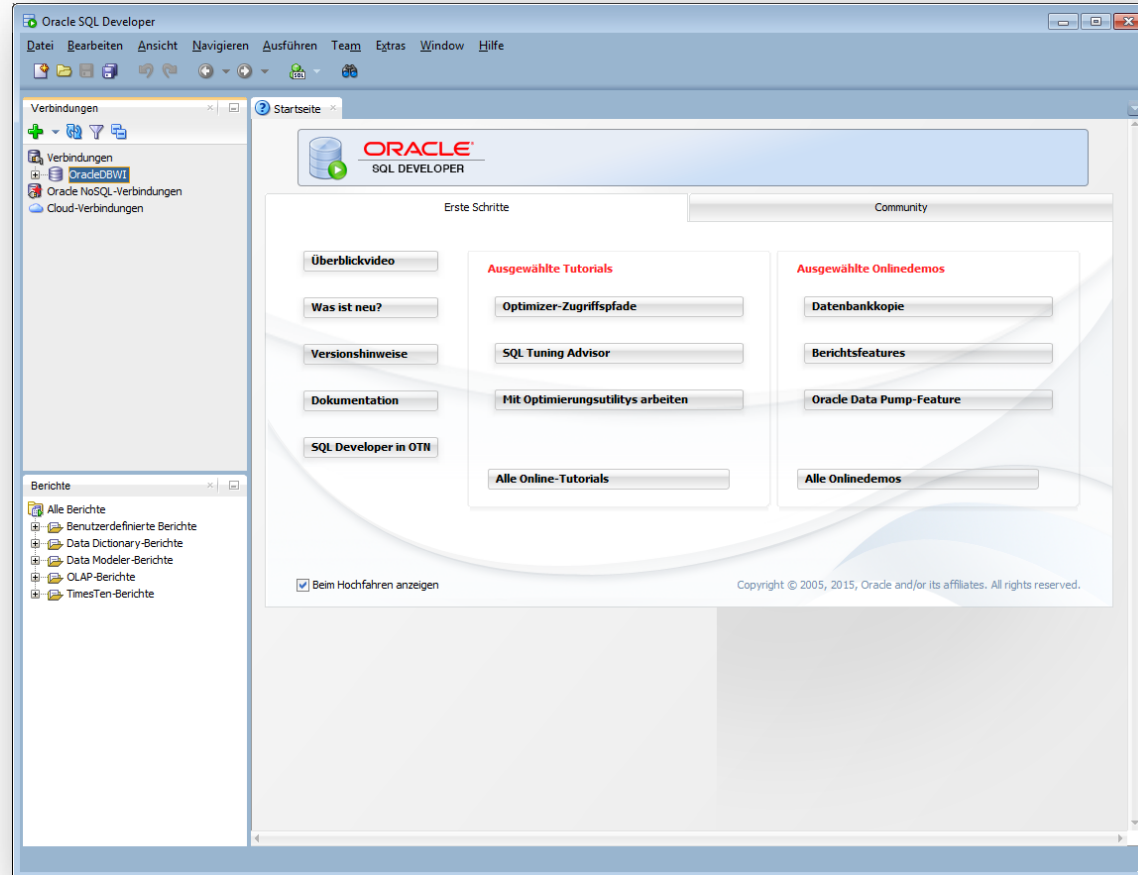 Oracle SQL Developer
Datei Bearbeiten Ansicht Navigieren Ausführen Team Extras Window Hilfe
Verbindungen
Verbindungen
OracleDBWI
Oracle NoSQL-Verbindungen
Cloud-Verbindungen
Berichte
Alle Berichte
Benutzerdefinierte Berichte
Data Dictionary-Berichte
Data Modeler-Berichte
OLAP-Berichte
TimesTen-Berichte
Startseite
ORACLE
SQL DEVELOPER
Erste Schritte
Community
Überblickvideo
Was ist neu?
Versionshinweise
Dokumentation
SQL Developer in OTN
Ausgewählte Tutorials
Optimizer-Zugriffspfade
SQL Tuning Advisor
Mit Optimierungsutilitys arbeiten
Alle Online-Tutorials
Ausgewählte Onlinedemos
Datenbankkopie
Berichtsfeatures
Oracle Data Pump-Feature
Alle Onlinedemos
Beim Hochfahren anzeigen
Copyright © 2005, 2015, Oracle and/or its affiliates. All rights reserved.